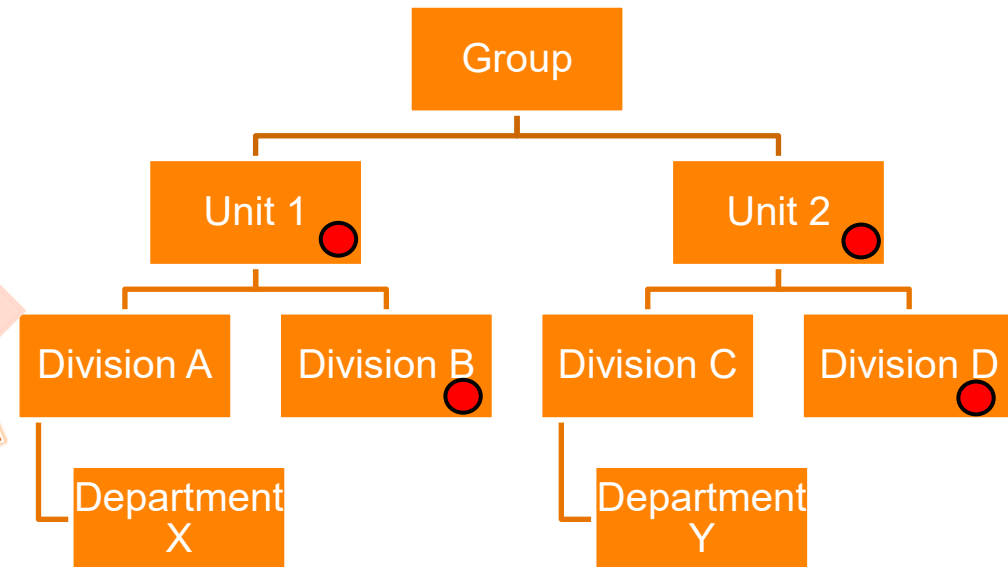 Group
Unit 1
Unit 2
Division A
Division B
Division C
Division D
Department
X
Department
Y